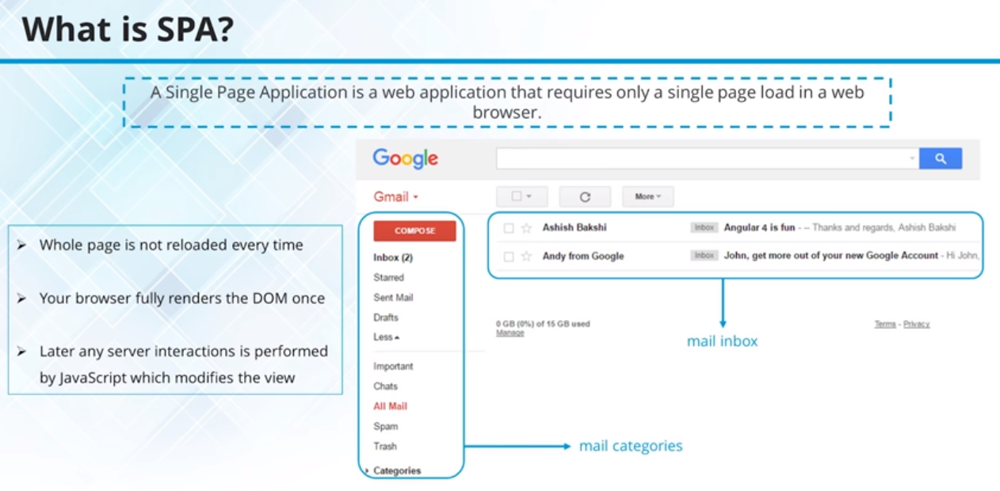 What is SPA?
A Single Page Application is a web application that requires only a single page load in a web
browser.
Whole page is not reloaded every time
Your browser fully renders the DOM once
Later any server interactions is performed
by JavaScript which modifies the view
Google
Gmail
More
COMPOSE
Inbox (2)
Starred
Sent Mail
Drafts
Less
Important
Chats
All Mail
Spam
Trash
Categories
Ashish Bakshi Inbox Angular 4 is fun - – Thanks and regards, Ashish Bakshi
Andy from Google Inbox John, get more out of your new Google Account - Hi John,
0 GB (0%) of 15 GB used
Manage
Terms - Privacy
mail inbox
mail categories